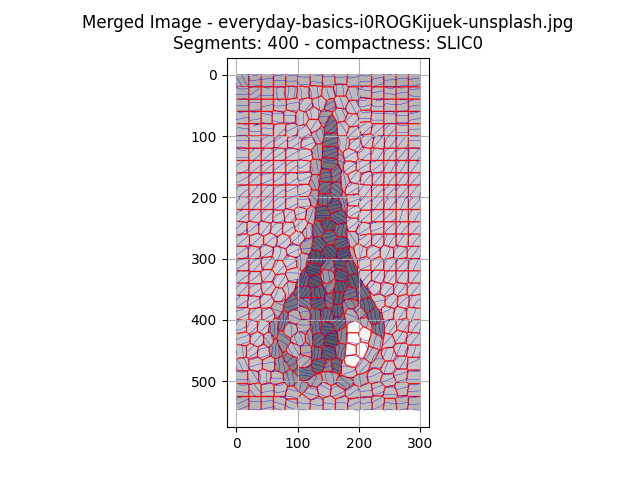 Merged Image - everyday-basics-i0ROGKijuek-unsplash.jpg
Segments: 400 - compactness: SLIC0
0
100
200
300
400
500
0 100 200 300